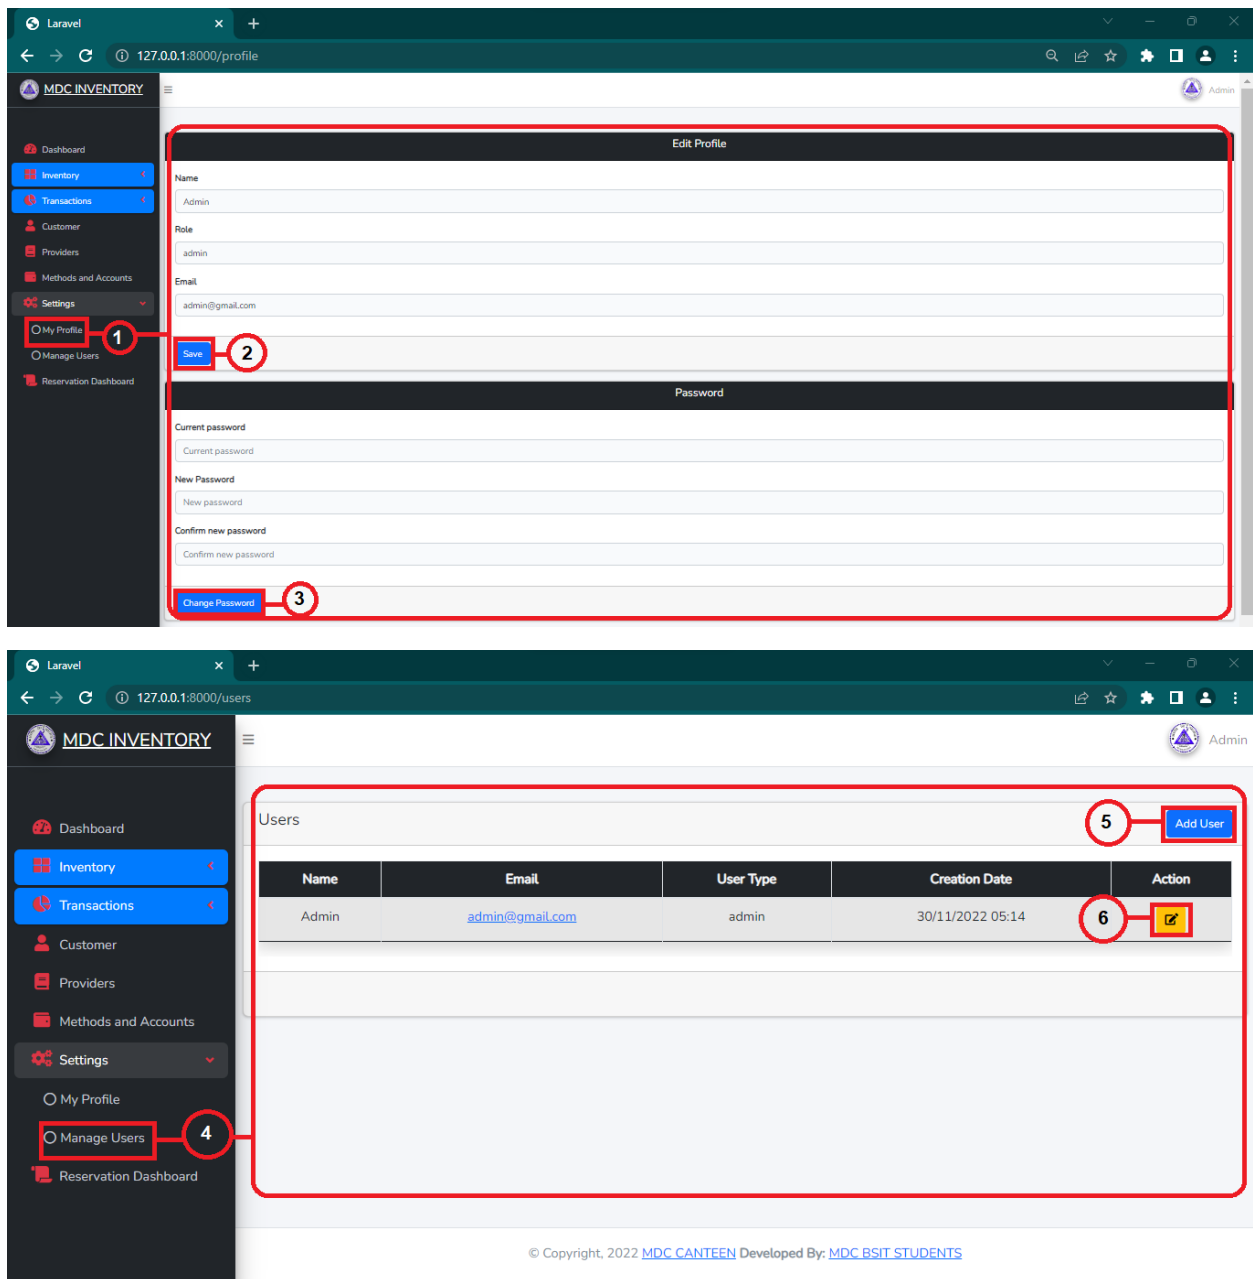 Laravel
127.0.0.1:8000/profile
MDC INVENTORY
Admin
Edit Profile
Dashboard
Inventory
Transactions
Customer
Providers
Methods and Accounts
Settings
My Profile
Manage Users
Reservation Dashboard
1
Name
Admin
Role
admin
Email
admin@gmail.com
Save
2
Password
Current password
Current password
New Password
New password
Confirm new password
Confirm new password
Change Password
3
Laravel
127.0.0.1:8000/users
MDC INVENTORY
Admin
Dashboard
Inventory
Transactions
Customer
Providers
Methods and Accounts
Settings
My Profile
Manage Users
4
Reservation Dashboard
Users
5
Add User
Name Email User Type Creation Date Action
Admin admin@gmail.com admin 30/11/2022 05:14
6
© Copyright, 2022 MDC CANTEEN Developed By: MDC BSIT STUDENTS